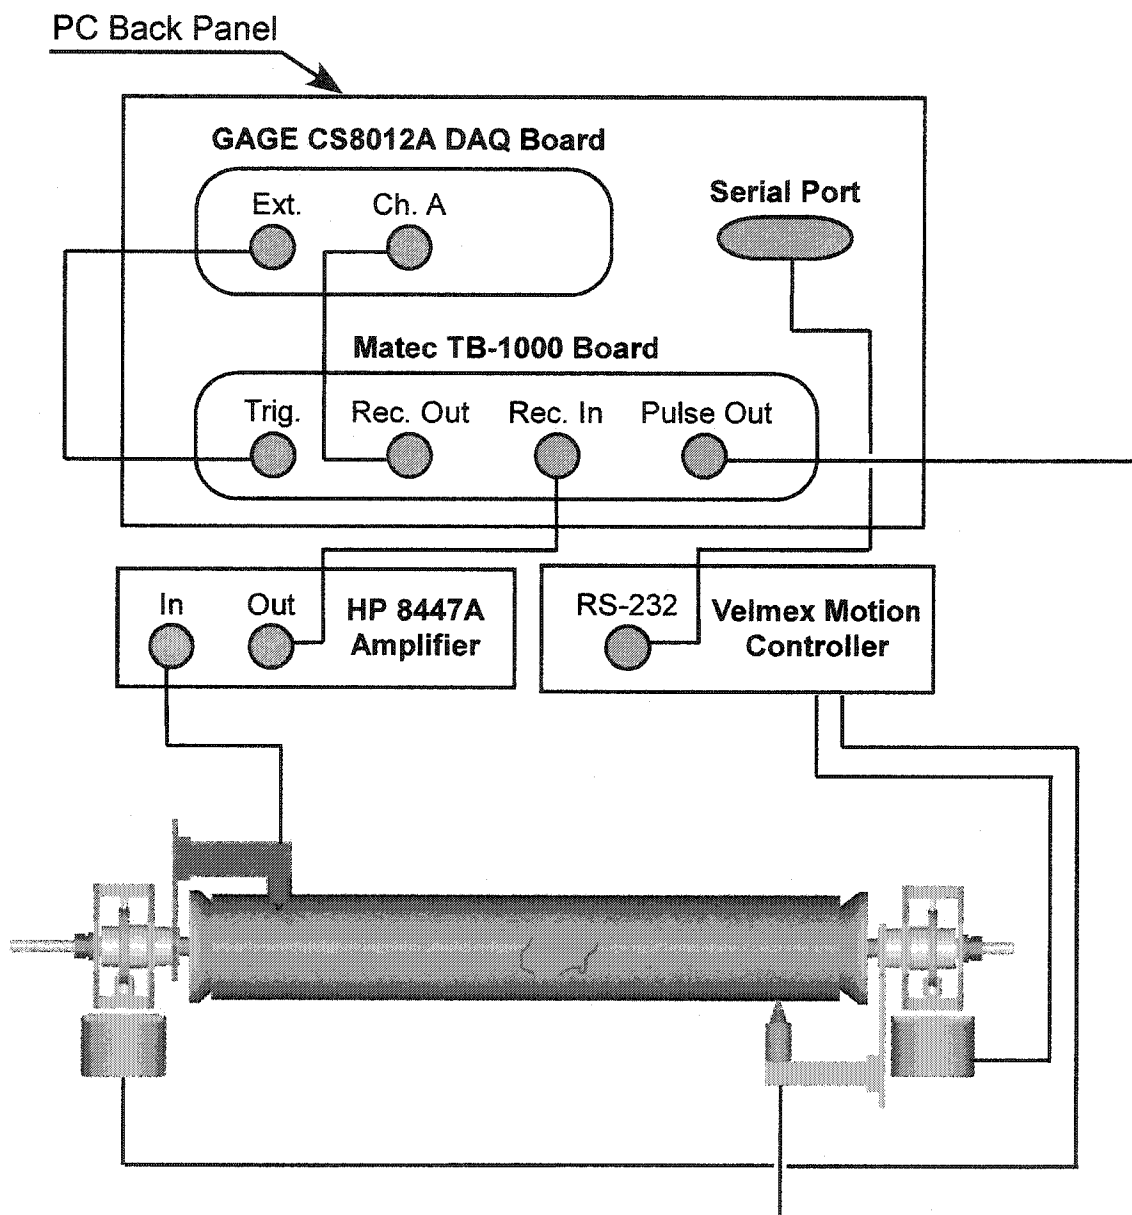 PC Back Panel
GAGE CS8012A DAQ Board
Ext. Ch. A
Serial Port
Matec TB-1000 Board
Trig. Rec. Out Rec. In Pulse Out
In Out
HP 8447A
Amplifier
RS-232
Velmex Motion
Controller